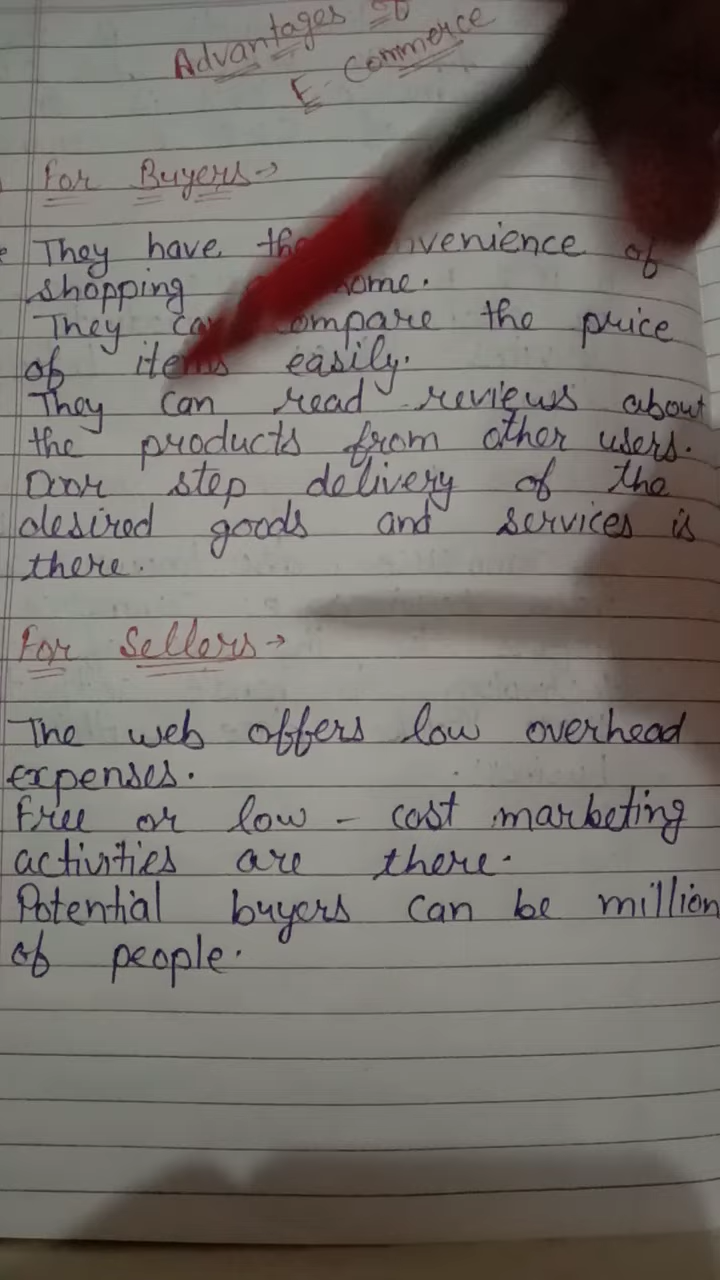 Advantages of
E-Commerce
For Buyers→
They have the convenience of
shopping home.
They can compare the price
of items easily.
They can read reviews about
the products from other users.
Door step delivery of the
desired goods and services is
there.
For Sellers→
The web offers low overhead
expenses.
Free or low - cost marketing
activities are there.
Potential buyers can be million
of people.